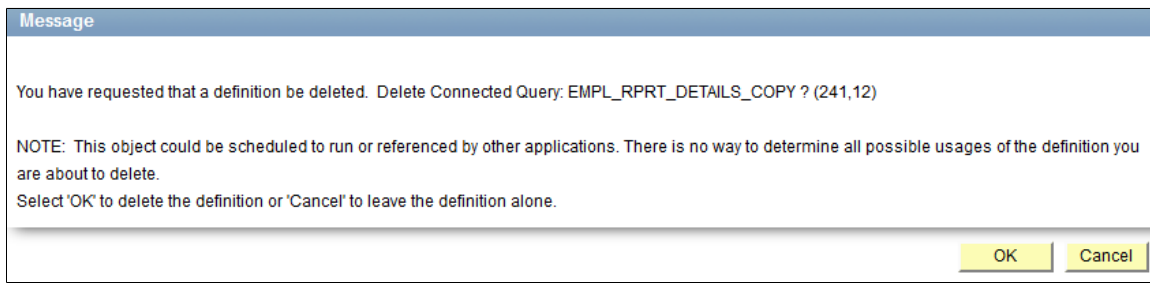 Message
You have requested that a definition be deleted.  Delete Connected Query: EMPL_RPRT_DETAILS_COPY ? (241,12)
NOTE:  This object could be scheduled to run or referenced by other applications. There is no way to determine all possible usages of the definition you
are about to delete.
Select 'OK' to delete the definition or 'Cancel' to leave the definition alone.
OK Cancel